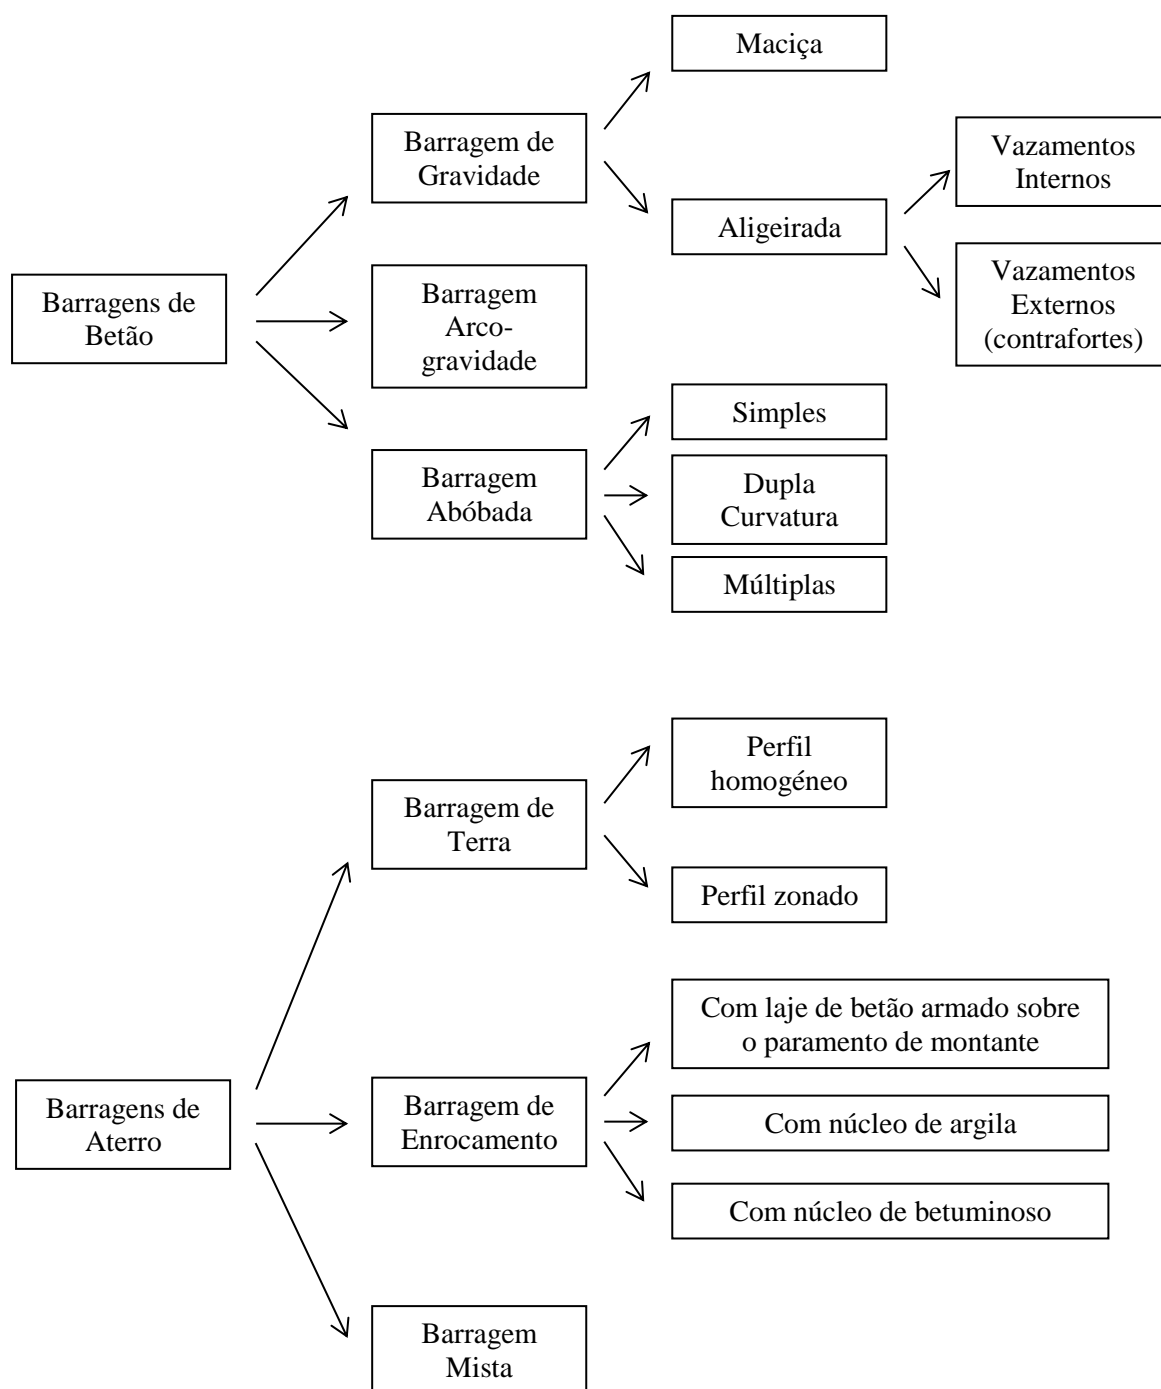 Barragens de
Betão
Barragem de
Gravidade
Maciça
Aligeirada
Vazamentos
Internos
Vazamentos
Externos
(contrafortes)
Barragem
Arco-
gravidade
Barragem
Abóbada
Simples
Dupla
Curvatura
Múltiplas
Barragens de
Aterro
Barragem de
Terra
Perfil
homogéneo
Perfil zonado
Barragem de
Enrocamento
Com laje de betão armado sobre
o paramento de montante
Com núcleo de argila
Com núcleo de betuminoso
Barragem
Mista